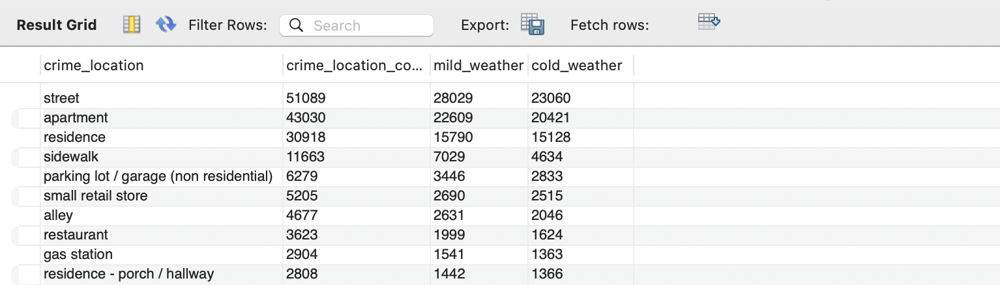 Result Grid Filter Rows: Search Export: Fetch rows:
crime_location crime_location_co... mild_weather cold_weather
street 51089 28029 23060
apartment 43030 22609 20421
residence 30918 15790 15128
sidewalk 11663 7029 4634
parking lot / garage (non residential) 6279 3446 2833
small retail store 5205 2690 2515
alley 4677 2631 2046
restaurant 3623 1999 1624
gas station 2904 1541 1363
residence - porch / hallway 2808 1442 1366